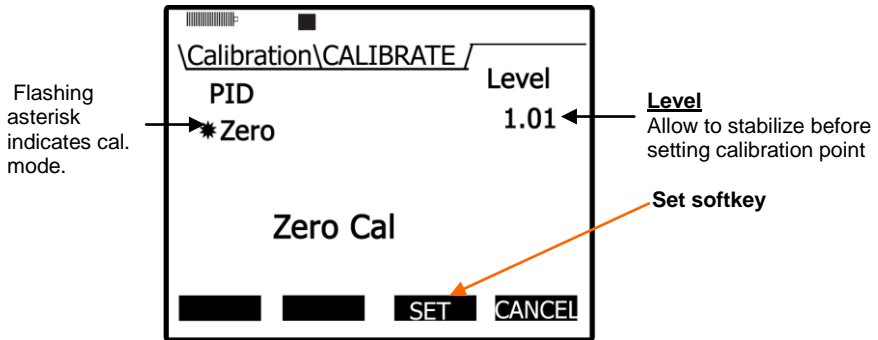 \Calibration\CALIBRATE /
PID
Level
✷Zero
1.01
Zero Cal
SET
CANCEL
Flashing
asterisk
indicates cal.
mode.
Level
Allow to stabilize before
setting calibration point
Set softkey